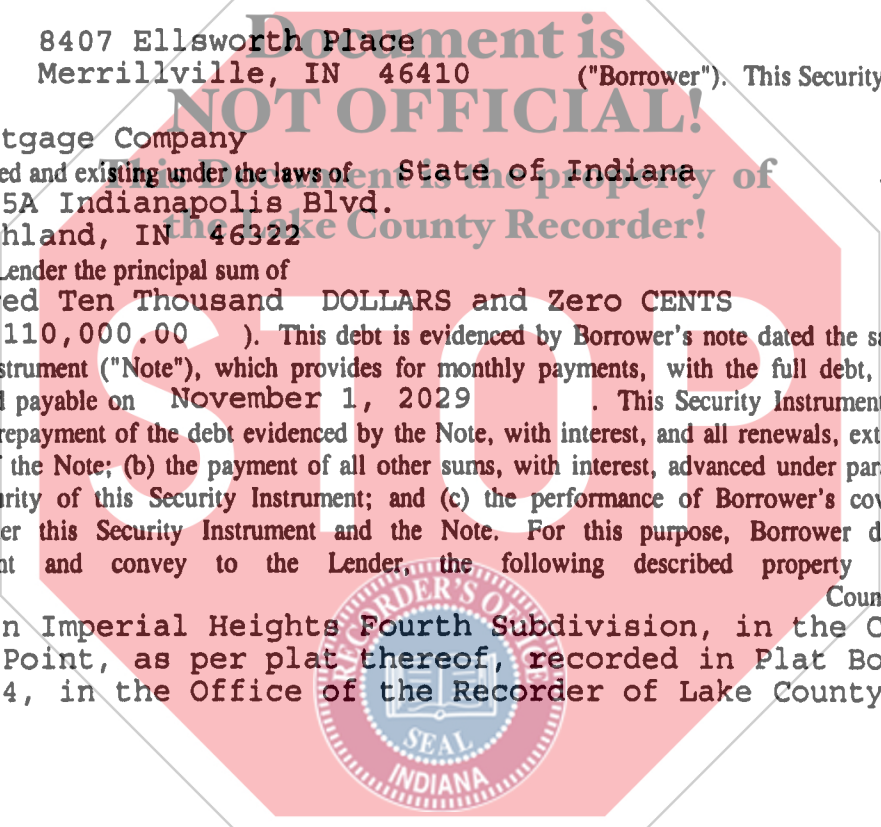 Document is
8407 Ellsworth Place
Merrillville, IN 46410 ("Borrower"). This Security
NOT OFFICIAL!
tgage Company
ed and existing under the laws of State of Indiana
This Document is the property of
5A Indianapolis Blvd.
the Lake County Recorder!
hland, IN 46322
Lender the principal sum of
ed Ten Thousand DOLLARS and Zero CENTS
110,000.00 ). This debt is evidenced by Borrower's note dated the sa
strument ("Note"), which provides for monthly payments, with the full debt,
payable on November 1, 2029 . This Security Instrument
STOP
repayment of the debt evidenced by the Note, with interest, and all renewals, ext
f the Note; (b) the payment of all other sums, with interest, advanced under par
urity of this Security Instrument; and (c) the performance of Borrower's cov
er this Security Instrument and the Note. For this purpose, Borrower d
nt and convey to the Lender, the following described property
Coun
n Imperial Heights Fourth Subdivision, in the C
Point, as per plat thereof, recorded in Plat Bo
4, in the Office of the Recorder of Lake County
RECORDER'S OFFICE
SEAL
INDIANA